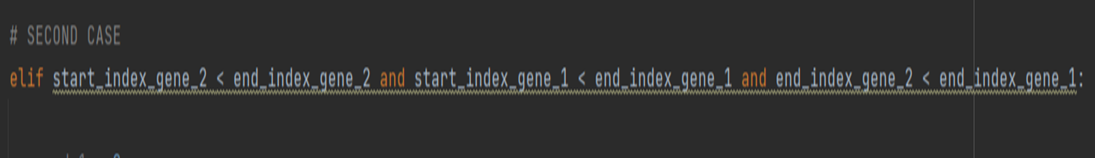 # SECOND CASE
elif start_index_gene_2 < end_index_gene_2 and start_index_gene_1 < end_index_gene_1 and end_index_gene_2 < end_index_gene_1: